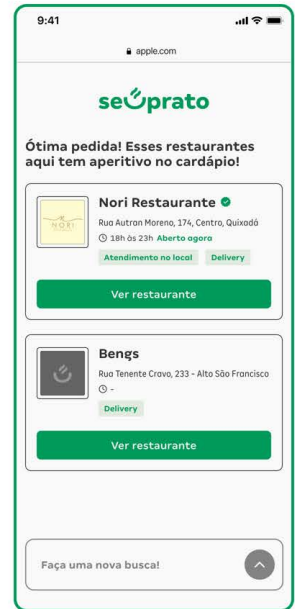 9:41
apple.com
seuprato
Ótima pedida! Esses restaurantes
aqui tem aperitivo no cardápio!
NORI
Nori Restaurante
Rua Autran Moreno, 174, Centro, Quixadá
18h às 23h Aberto agora
Atendimento no local Delivery
Ver restaurante
Bengs
Rua Tenente Cravo, 233 - Alto São Francisco
-
Delivery
Ver restaurante
Faça uma nova busca!